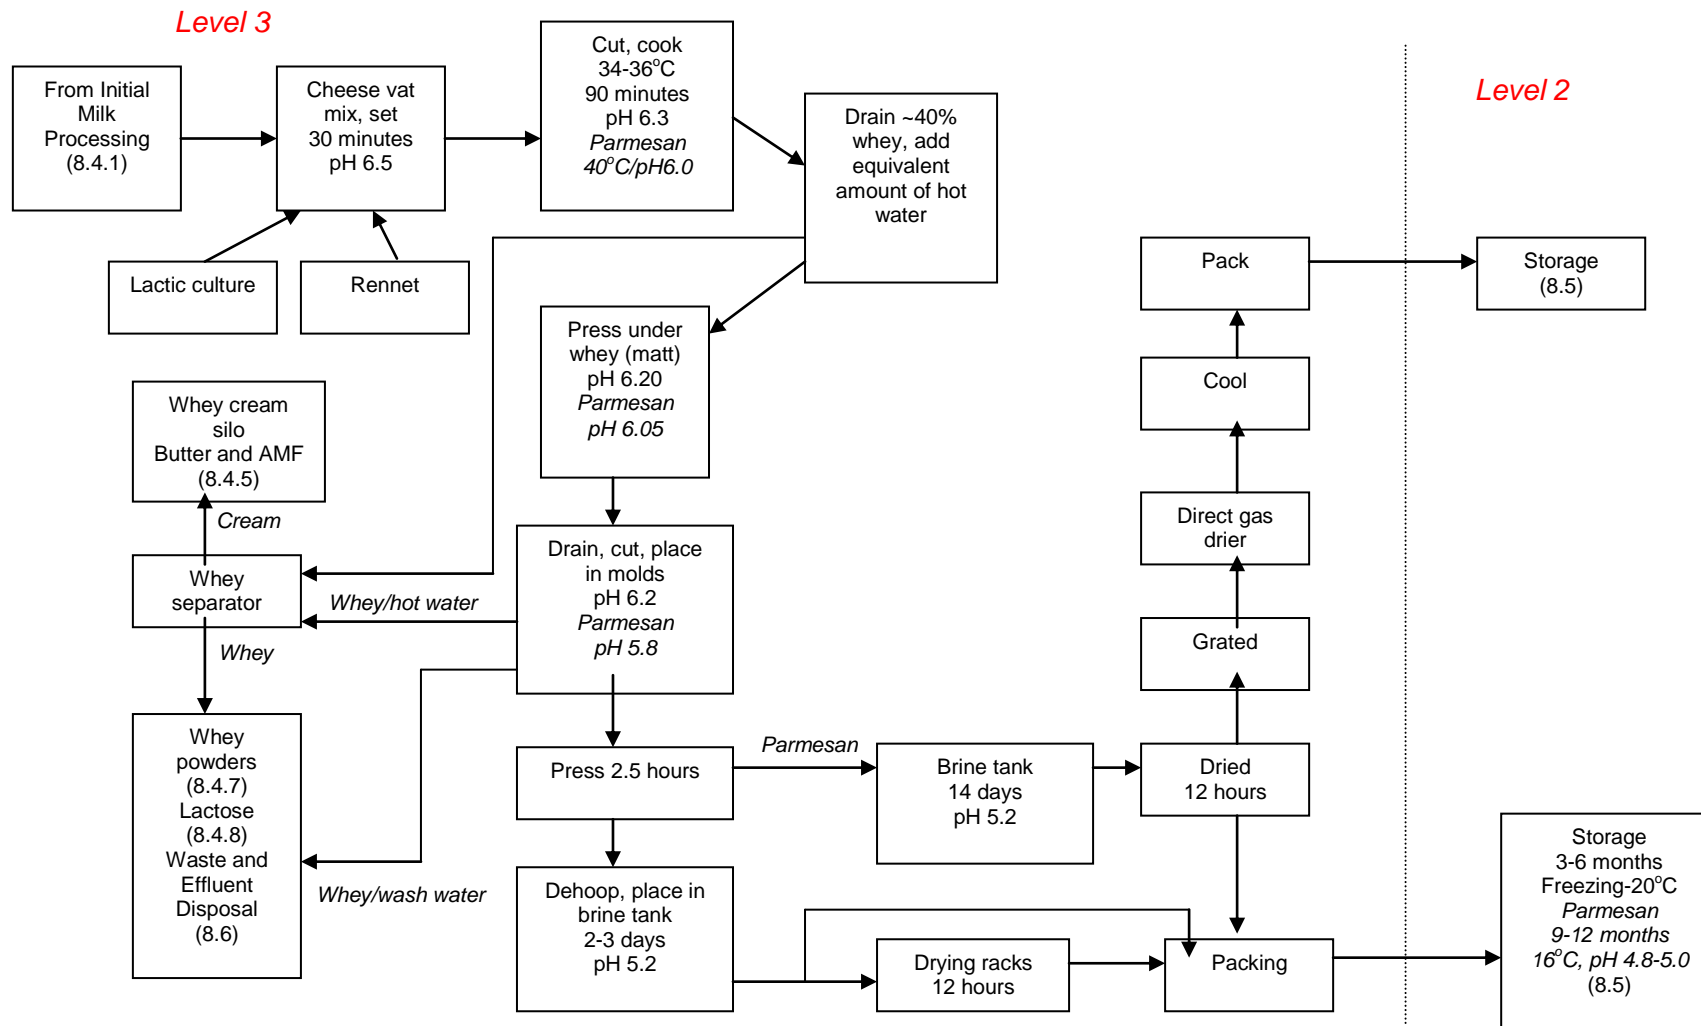 Level 3
Level 2
From Initial
Milk
Processing
(8.4.1)
Cheese vat
mix, set
30 minutes
pH 6.5
Cut, cook
34-36°C
90 minutes
pH 6.3
Parmesan
40°C/pH6.0
Drain ~40%
whey, add
equivalent
amount of hot
water
Lactic culture
Rennet
Press under
whey (matt)
pH 6.20
Parmesan
pH 6.05
Pack
Storage
(8.5)
Cool
Whey cream
silo
Butter and AMF
(8.4.5)
Cream
Direct gas
drier
Drain, cut, place
in molds
pH 6.2
Parmesan
pH 5.8
Whey
separator
Whey/hot water
Whey
Grated
Whey
powders
(8.4.7)
Lactose
(8.4.8)
Waste and
Effluent
Disposal
(8.6)
Press 2.5 hours
Parmesan
Brine tank
14 days
pH 5.2
Dried
12 hours
Whey/wash water
Dehoop, place in
brine tank
2-3 days
pH 5.2
Drying racks
12 hours
Packing
Storage
3-6 months
Freezing-20°C
Parmesan
9-12 months
16°C, pH 4.8-5.0
(8.5)